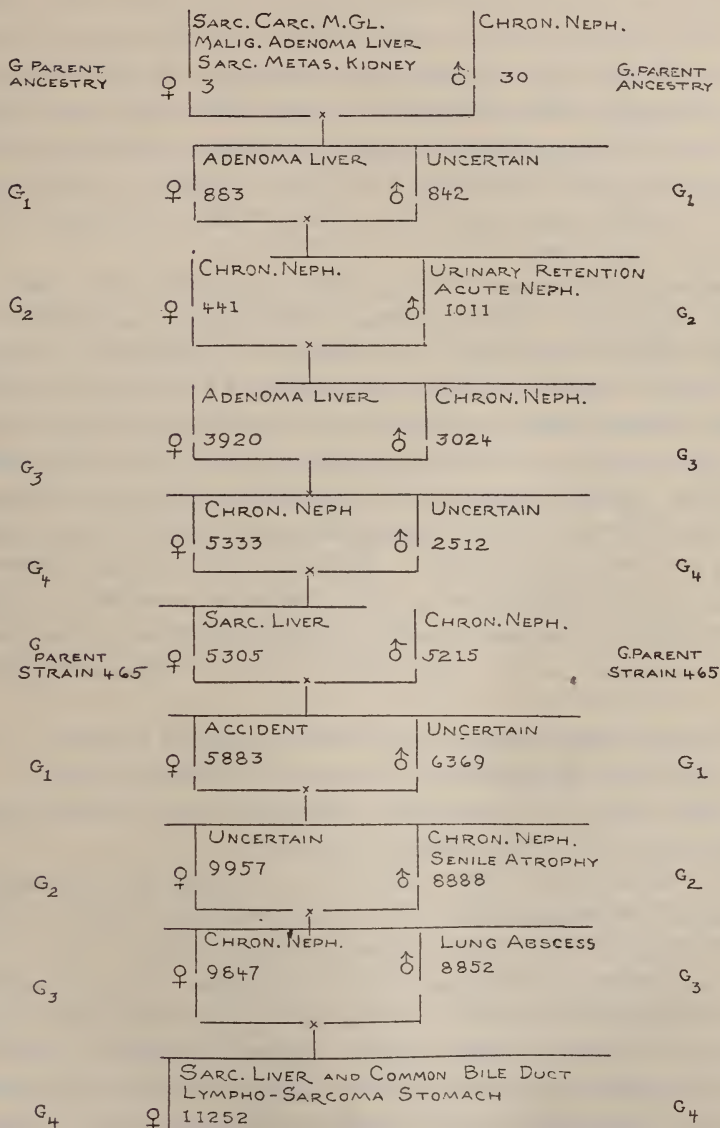 SARC. CARC. M.GL.
MALIG. ADENOMA LIVER
SARC. METAS. KIDNEY
♀ 3
CHRON. NEPH.
♂ 30
G PARENT
ANCESTRY
G. PARENT
ANCESTRY
x
ADENOMA LIVER
UNCERTAIN
G1
♀ 883
♂ 842
G1
x
CHRON. NEPH.
URINARY RETENTION
ACUTE NEPH.
G2
♀ 441
♂ 1011
G2
x
ADENOMA LIVER
CHRON. NEPH.
♀ 3920
♂ 3024
G3
G3
x
CHRON. NEPH
UNCERTAIN
♀ 5333
♂ 2512
G4
G4
x
SARC. LIVER
CHRON. NEPH.
G
PARENT
STRAIN 465
♀ 5305
♂ 5215
G.PARENT
STRAIN 465
x
ACCIDENT
UNCERTAIN
G1
♀ 5883
♂ 6369
G1
x
UNCERTAIN
CHRON. NEPH.
SENILE ATROPHY
G2
♀ 9957
♂ 8888
G2
x
CHRON. NEPH.
LUNG ABSCESS
♀ 9847
♂ 8852
G3
G3
x
SARC. LIVER AND COMMON BILE DUCT
LYMPHO-SARCOMA STOMACH
G4
♀ 11252
G4